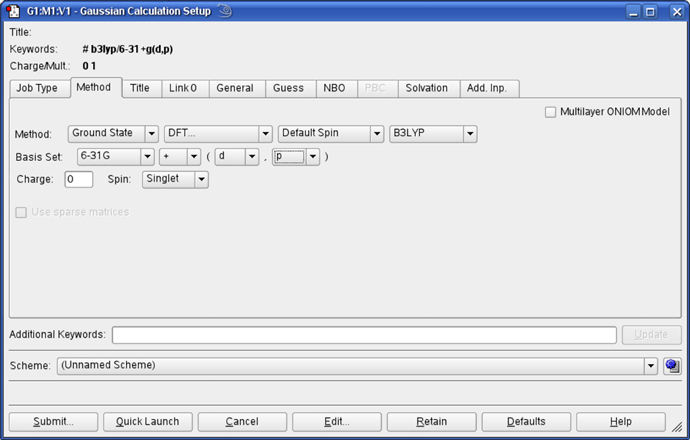 G1:M1:V1 - Gaussian Calculation Setup
Title:
Keywords: # b3lyp/6-31+g(d,p)
Charge/Mult.: 0 1
Job Type Method Title Link 0 General Guess NBO PBC Solvation Add. Inp.
Multilayer ONIOM Model
Method: Ground State DFT... Default Spin B3LYP
Basis Set: 6-31G + ( d , p )
Charge: 0 Spin: Singlet
Use sparse matrices
Additional Keywords: Update
Scheme: (Unnamed Scheme)
Submit... Quick Launch Cancel Edit... Retain Defaults Help